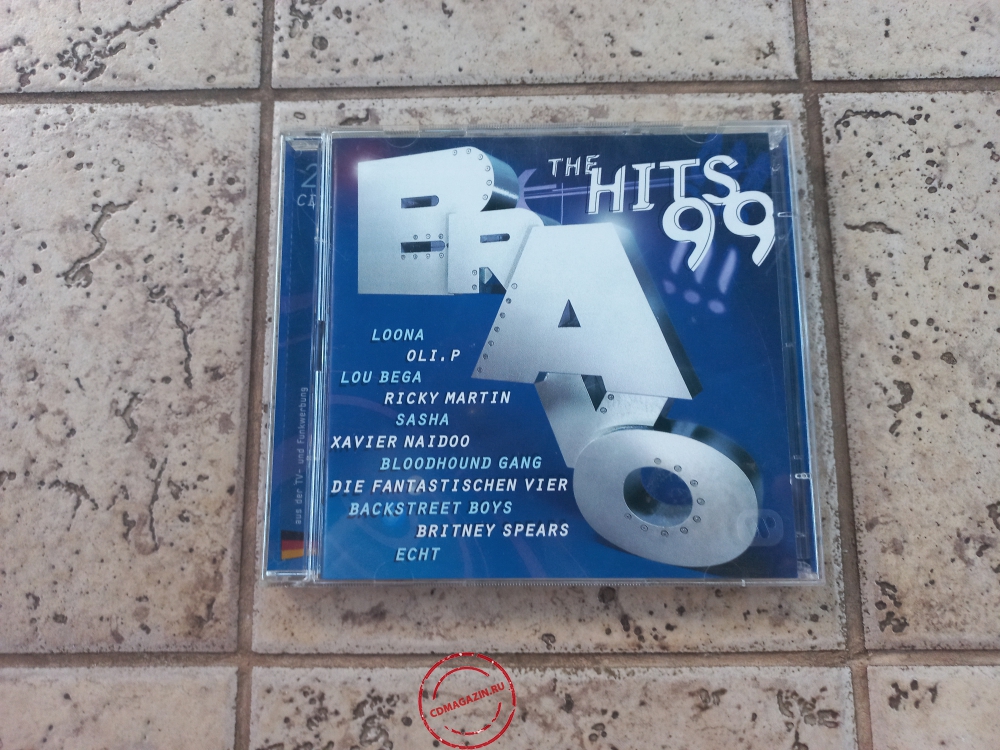 2
CD
aus der TV- und Funkwerbung
BRAVO
THE
HITS
99
LOONA
OLI.P
LOU BEGA
RICKY MARTIN
SASHA
XAVIER NAIDOO
BLOODHOUND GANG
DIE FANTASTISCHEN VIER
BACKSTREET BOYS
BRITNEY SPEARS
ECHT
CDMAGAZIN.RU